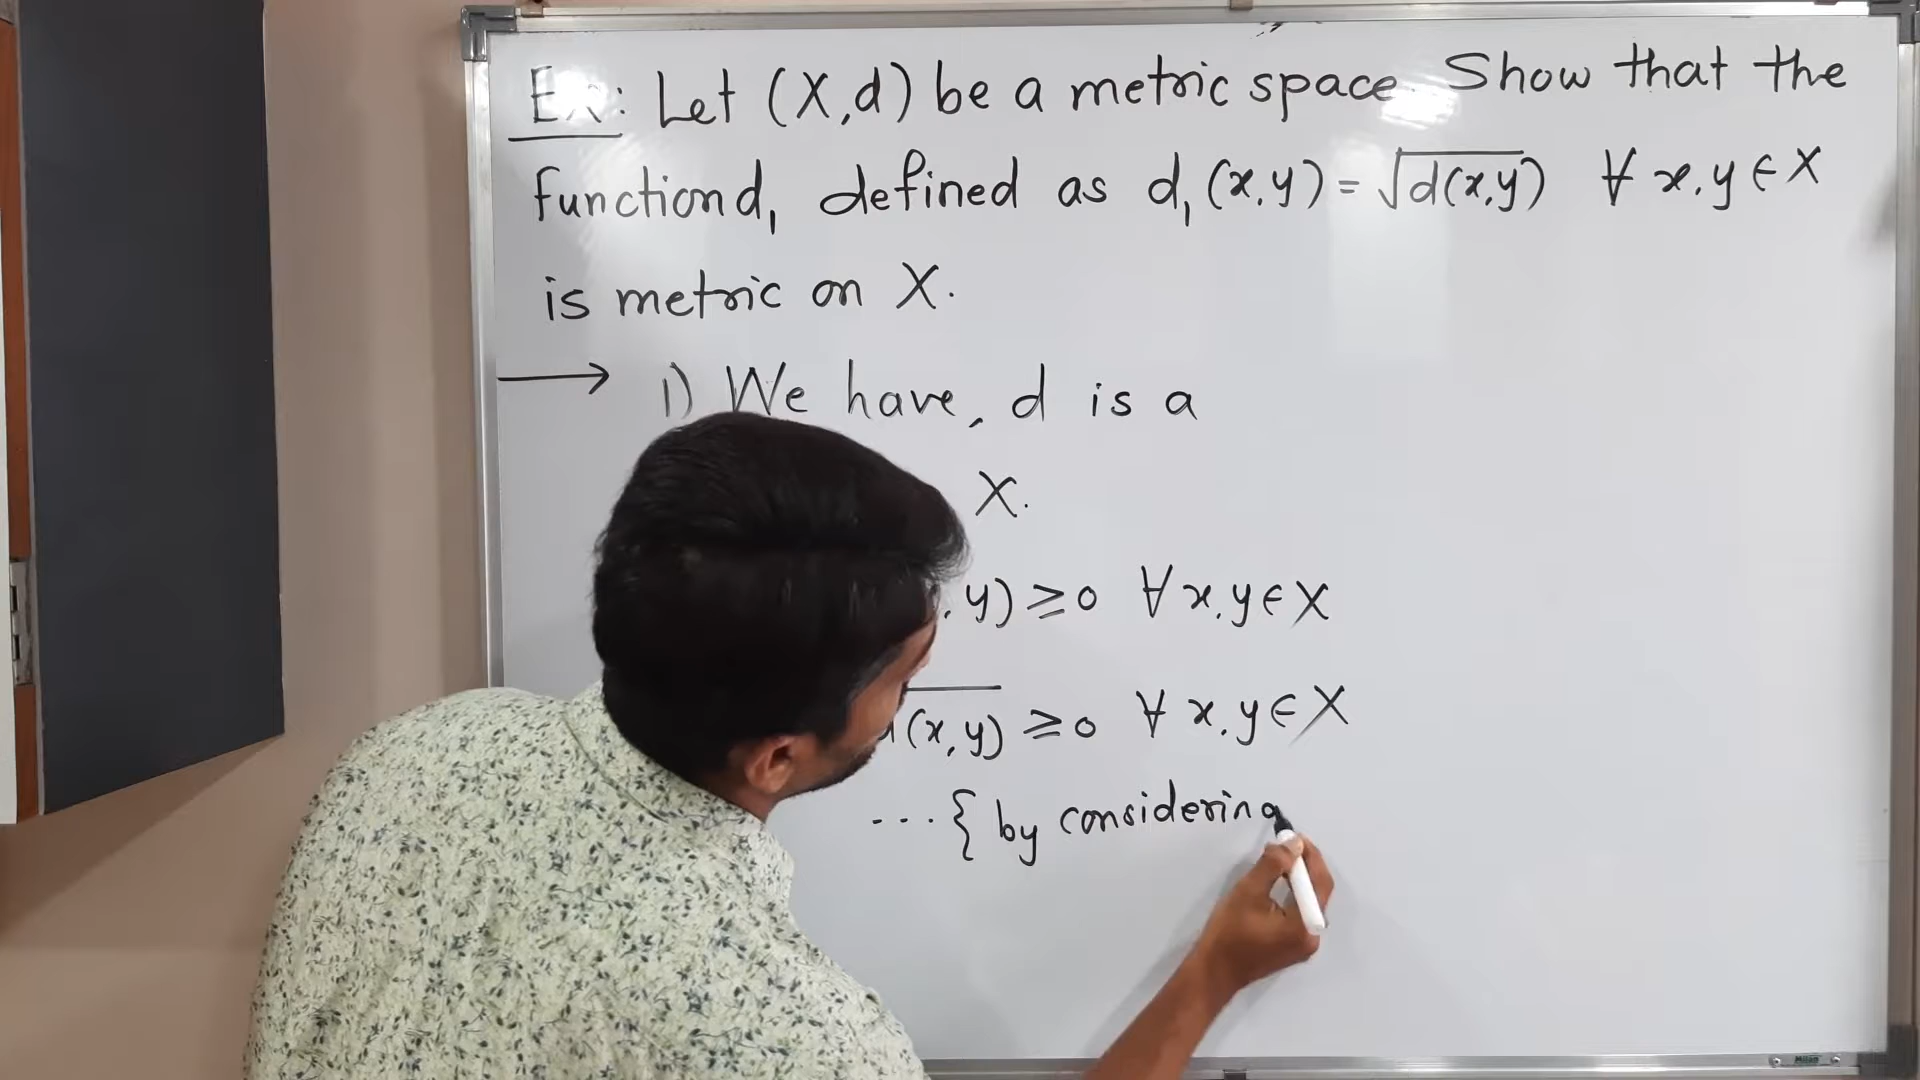 Ex: Let (X,d) be a metric space. Show that the
function d₁ defined as d₁(x,y) = √d(x,y) ∀ x,y ∈ X
is metric on X.
→ 1) We have, d is a
X.
,y) ≥ 0 ∀ x,y ∈ X
(x,y) ≥ 0 ∀ x,y ∈ X
... { by considering